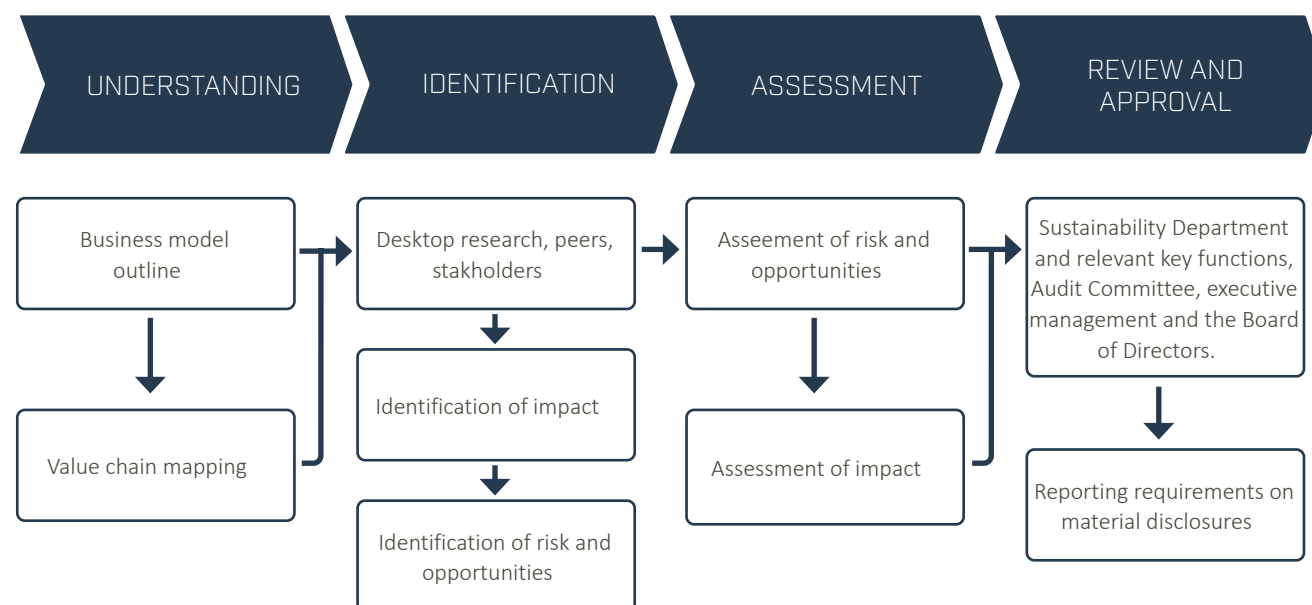 UNDERSTANDING
IDENTIFICATION
ASSESSMENT
REVIEW AND
APPROVAL
Business model
outline
Value chain mapping
Desktop research, peers,
stakholders
Identification of impact
Identification of risk and
opportunities
Asseement of risk and
opportunities
Assessment of impact
Sustainability Department
and relevant key functions,
Audit Committee, executive
management and the Board
of Directors.
Reporting requirements on
material disclosures